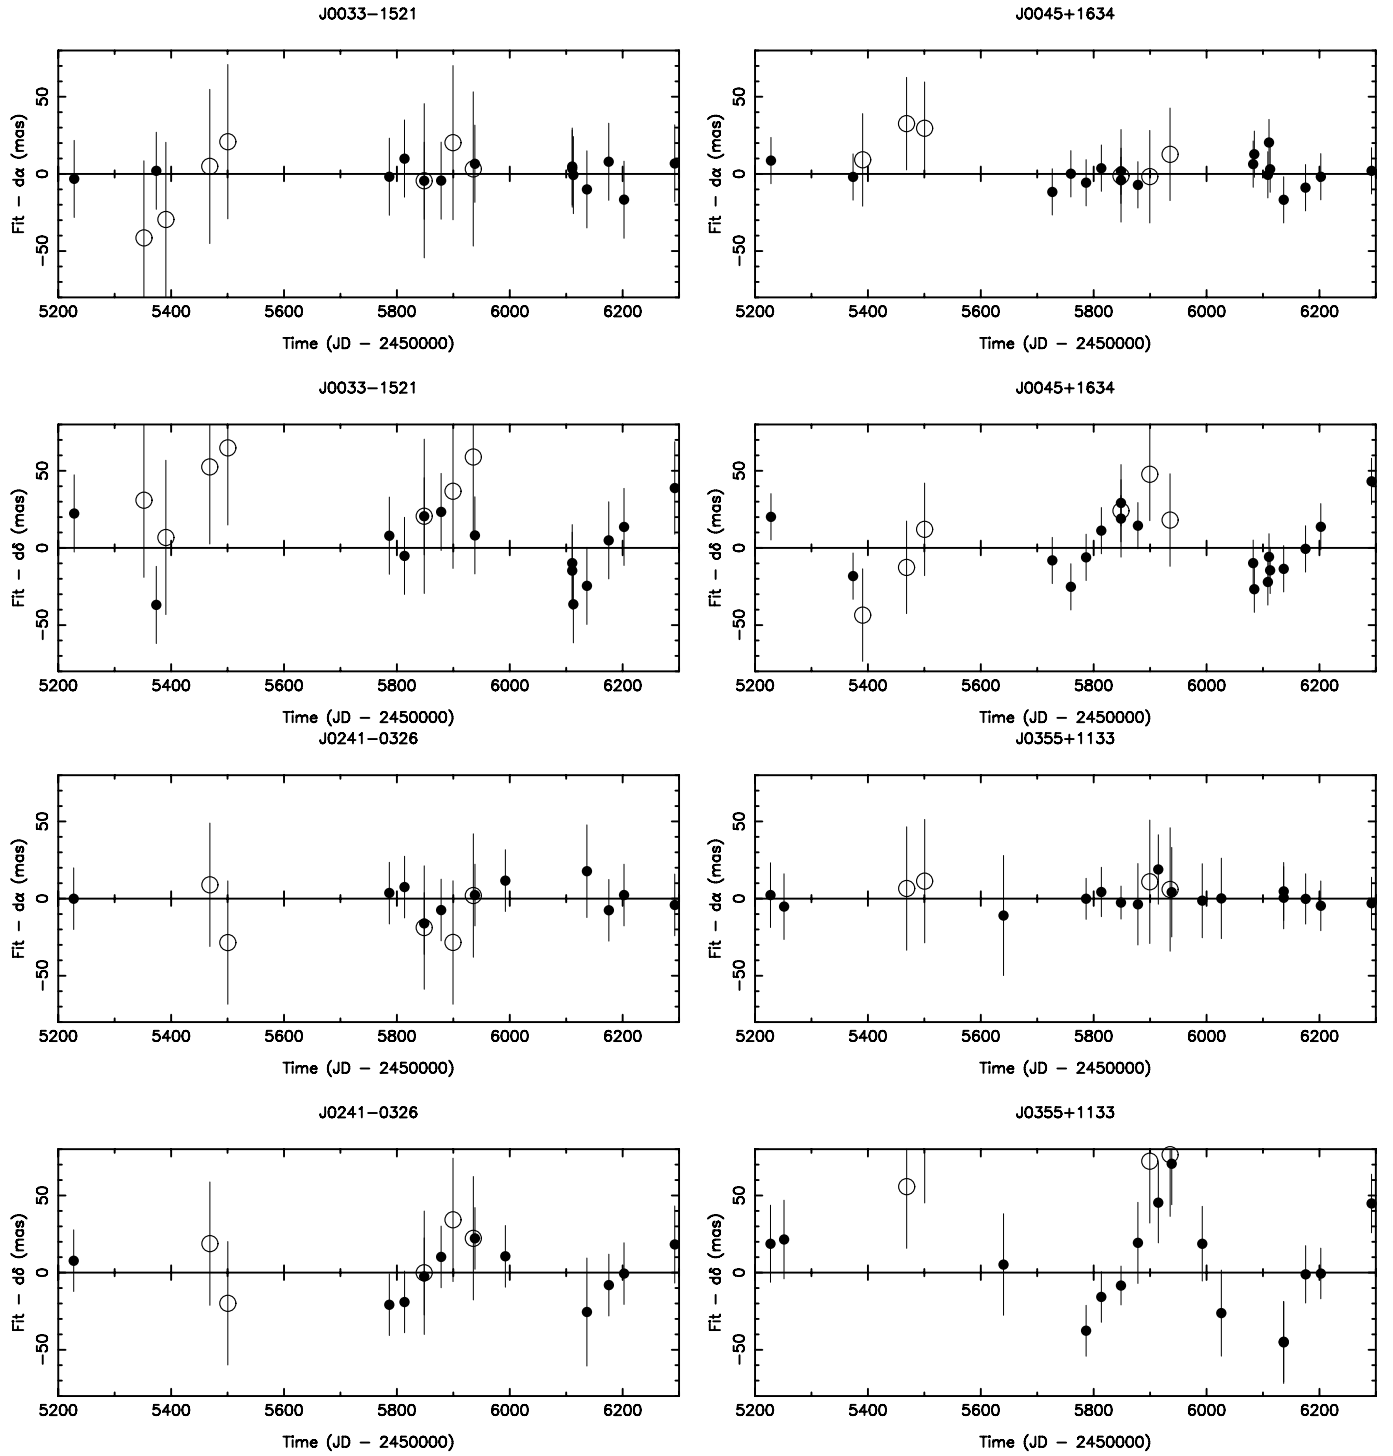 J0033−1521
J0045+1634
50
0
−50
Fit − dα (mas)
5200 5400 5600 5800 6000 6200
Time (JD − 2450000)
50
0
−50
Fit − dα (mas)
5200 5400 5600 5800 6000 6200
Time (JD − 2450000)
J0033−1521
J0045+1634
50
0
−50
Fit − dδ (mas)
5200 5400 5600 5800 6000 6200
Time (JD − 2450000)
50
0
−50
Fit − dδ (mas)
5200 5400 5600 5800 6000 6200
Time (JD − 2450000)
J0241−0326
J0355+1133
50
0
−50
Fit − dα (mas)
5200 5400 5600 5800 6000 6200
Time (JD − 2450000)
50
0
−50
Fit − dα (mas)
5200 5400 5600 5800 6000 6200
Time (JD − 2450000)
J0241−0326
J0355+1133
50
0
−50
Fit − dδ (mas)
5200 5400 5600 5800 6000 6200
Time (JD − 2450000)
50
0
−50
Fit − dδ (mas)
5200 5400 5600 5800 6000 6200
Time (JD − 2450000)